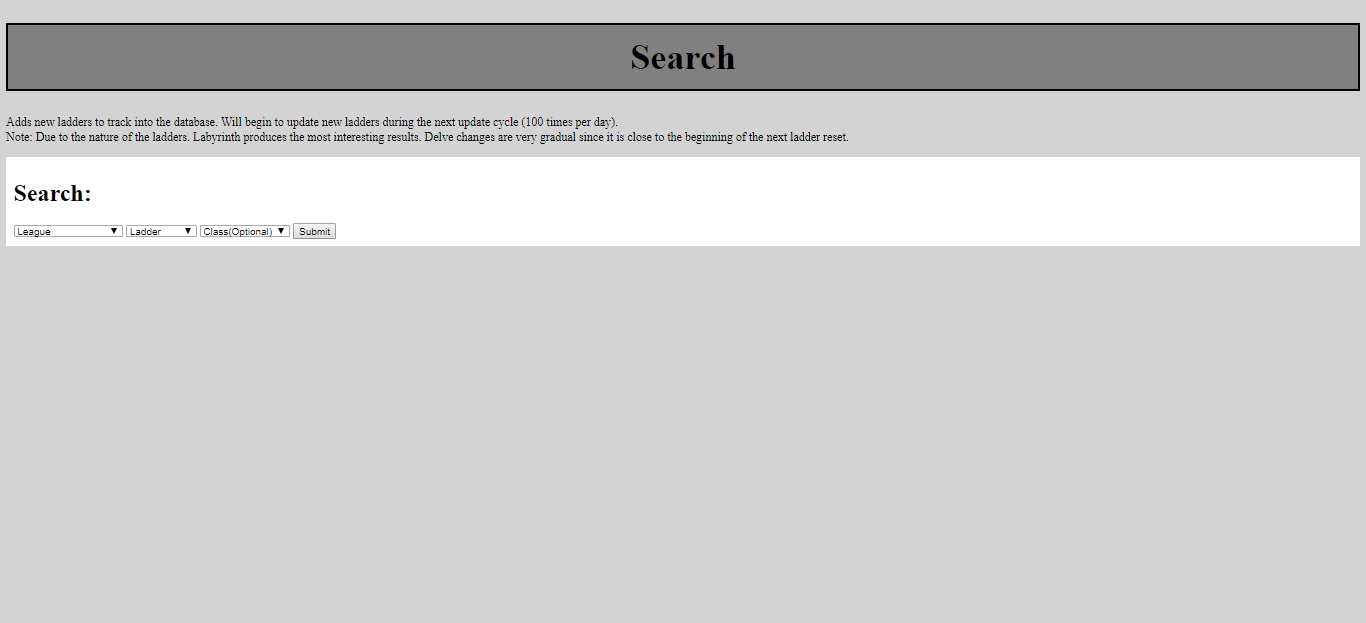 Search
Adds new ladders to track into the database. Will begin to update new ladders during the next update cycle (100 times per day).
Note: Due to the nature of the ladders. Labyrinth produces the most interesting results. Delve changes are very gradual since it is close to the beginning of the next ladder reset.
Search:
League Ladder Class(Optional) Submit